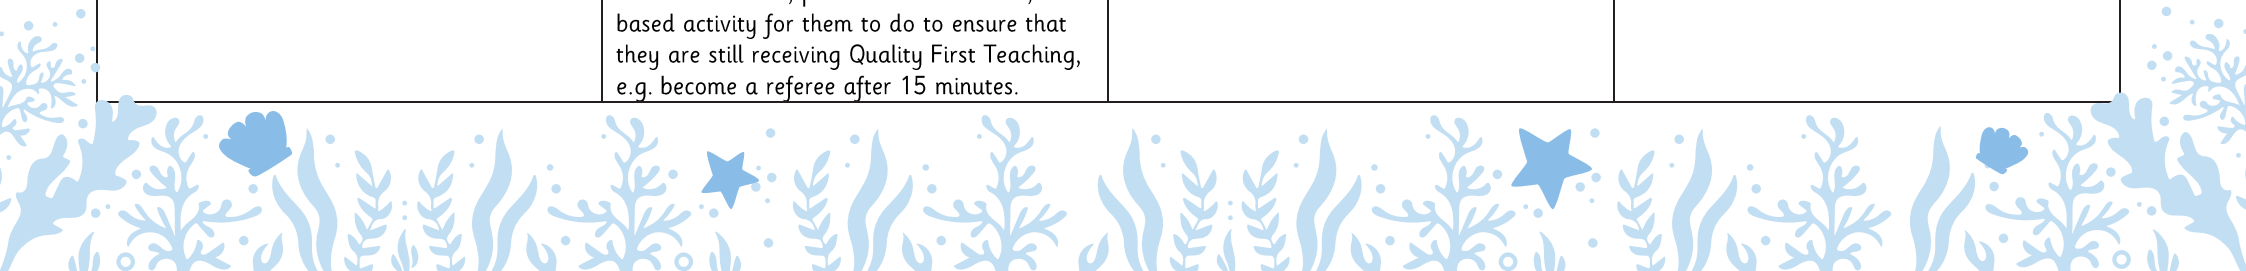 based activity for them to do to ensure that
they are still receiving Quality First Teaching,
e.g. become a referee after 15 minutes.